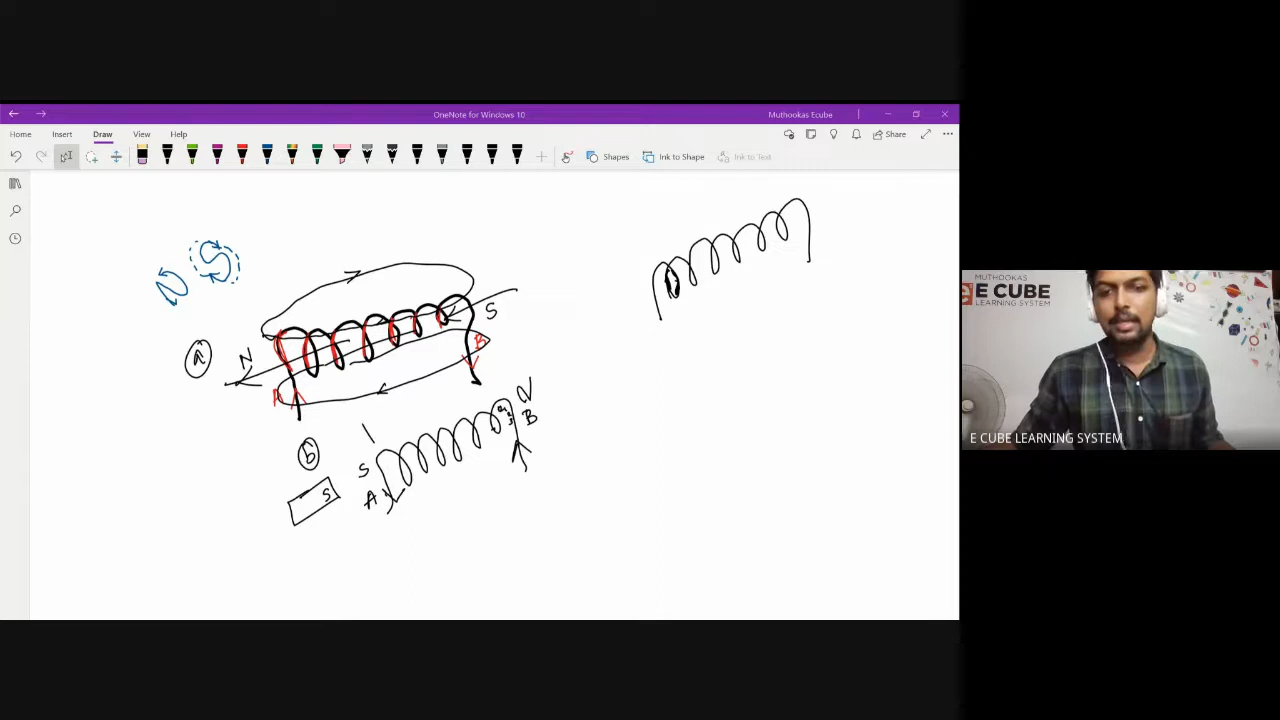 OneNote for Windows 10
Muthookas Ecube
Home Insert Draw View Help
Share
Shapes Ink to Shape Ink to Text
N S
S
N
B
a
A
N
B
b
S
S
A
MUTHOOKAS
E CUBE
LEARNING SYSTEM
E CUBE LEARNING SYSTEM